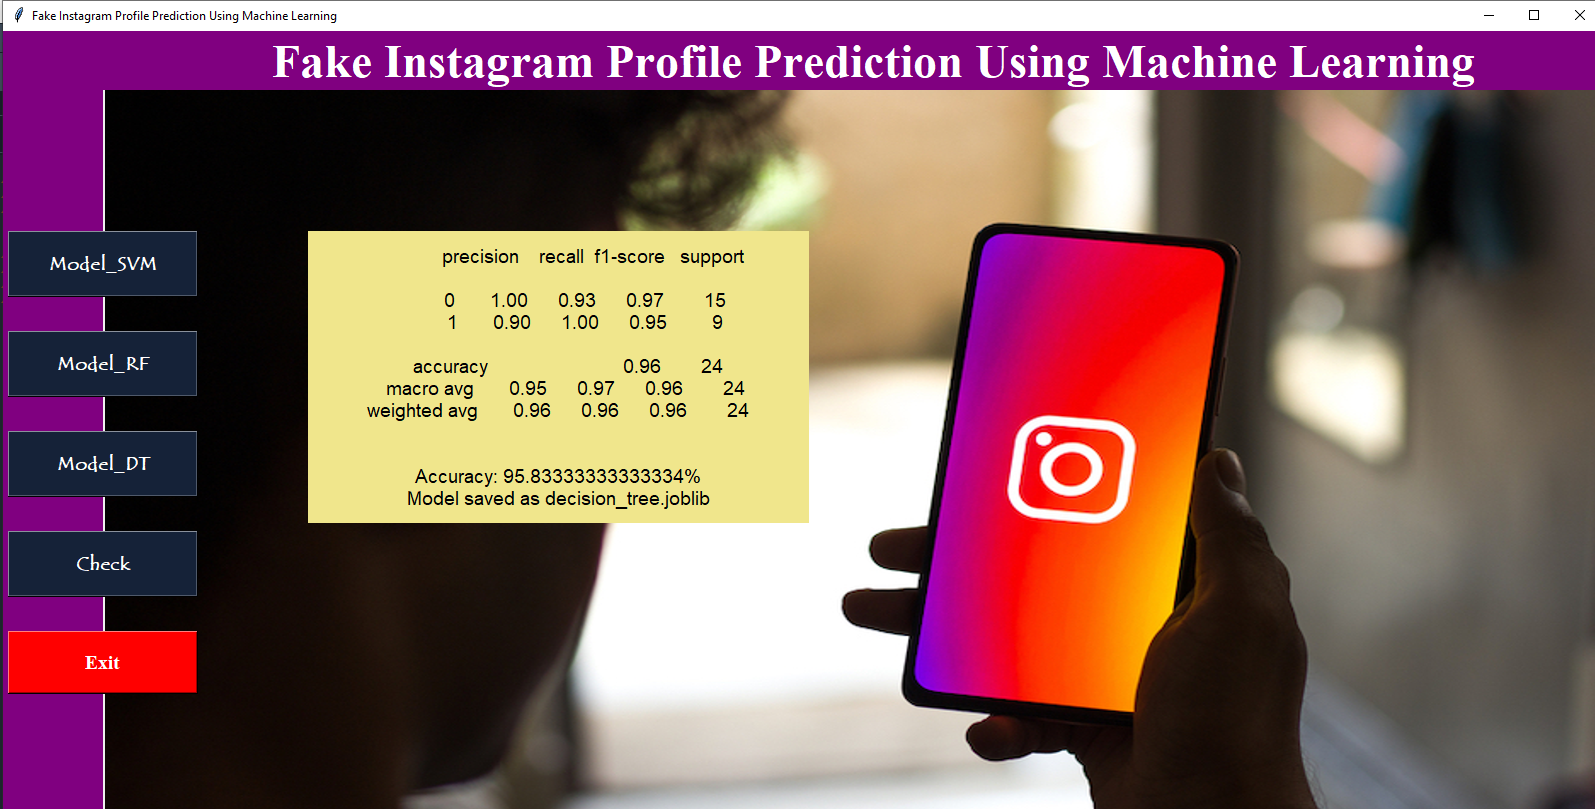 Fake Instagram Profile Prediction Using Machine Learning
Fake Instagram Profile Prediction Using Machine Learning
Model_SVM
Model_RF
Model_DT
Check
Exit
precision recall f1-score support
0 1.00 0.93 0.97 15
1 0.90 1.00 0.95 9
accuracy 0.96 24
macro avg 0.95 0.97 0.96 24
weighted avg 0.96 0.96 0.96 24
Accuracy: 95.83333333333334%
Model saved as decision_tree.joblib